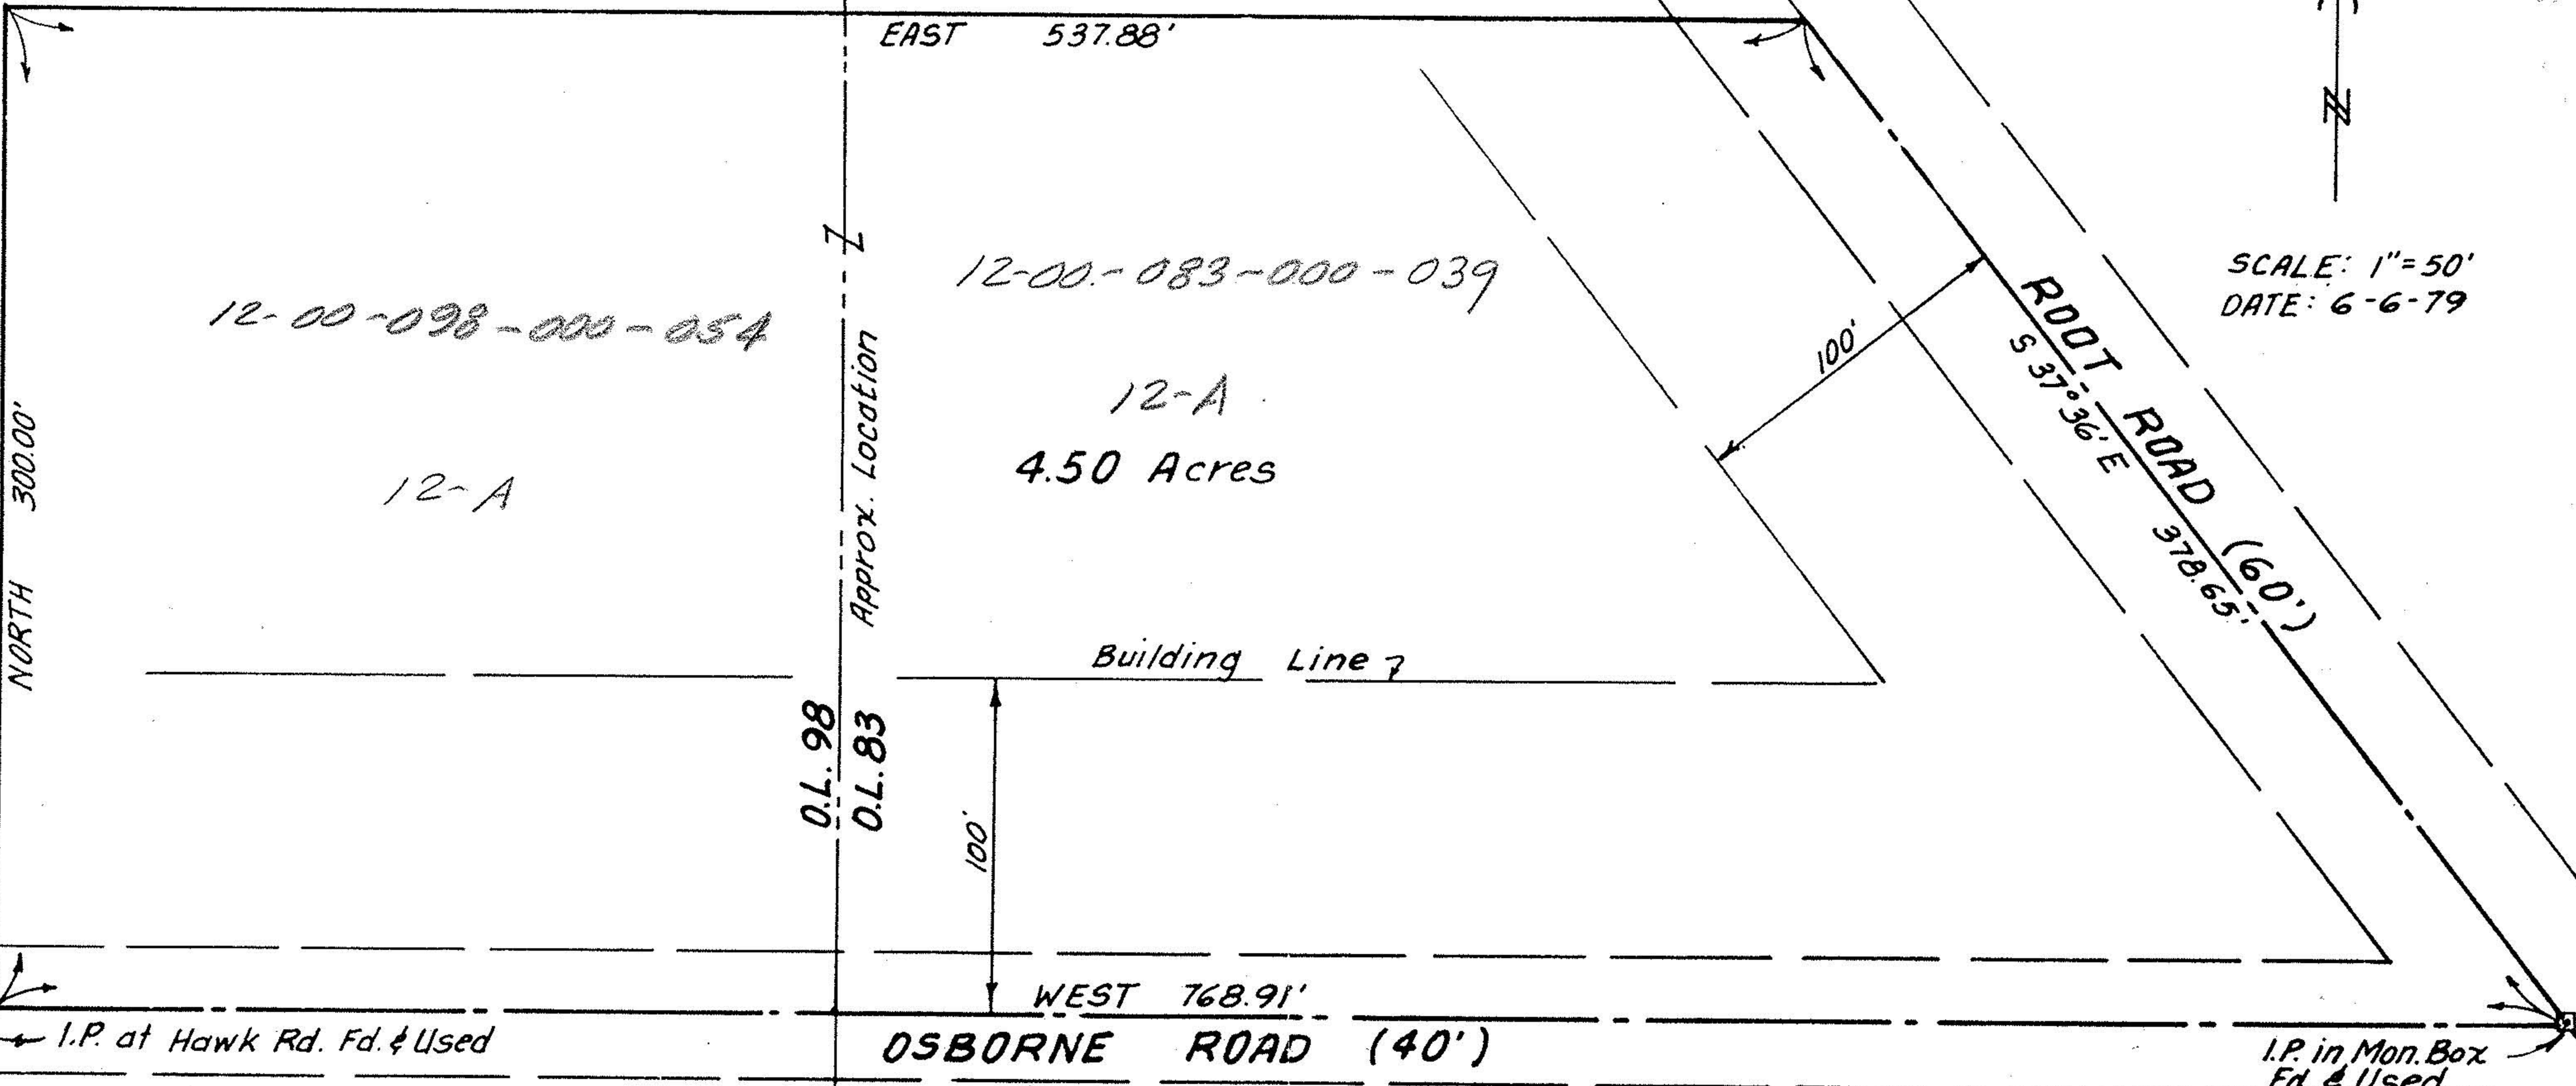 EAST 537.88'
12-00-083-000-039
12-00-098-000-054
SCALE: 1"=50'
DATE: 6-6-79
100'
ROOT ROAD (60')
S 37°36' E 378.65'
12-A
4.50 Acres
12-A
NORTH 300.00'
Approx. Location
Building Line
O.L. 98
O.L. 83
100'
WEST 768.91'
I.P. at Hawk Rd. Fd. & Used
OSBORNE ROAD (40')
I.P. in Mon. Box
Fd. & Used
N